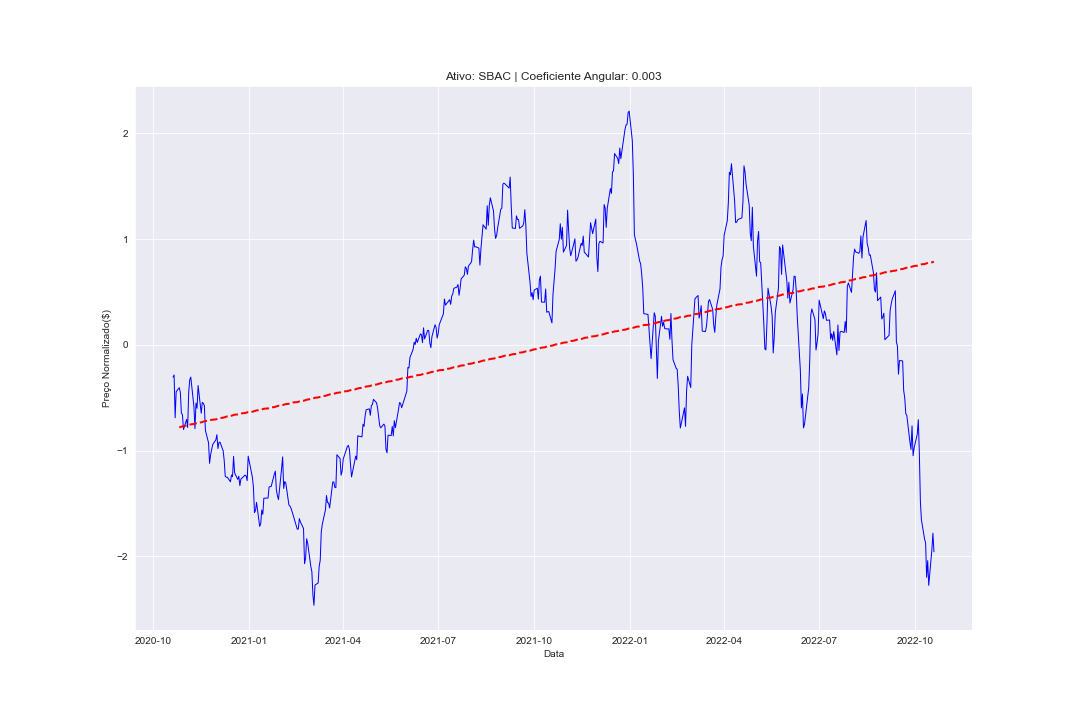 Ativo: SBAC | Coeficiente Angular: 0.003
2
1
0
−1
−2
Preço Normalizado($)
2020-10 2021-01 2021-04 2021-07 2021-10 2022-01 2022-04 2022-07 2022-10
Data